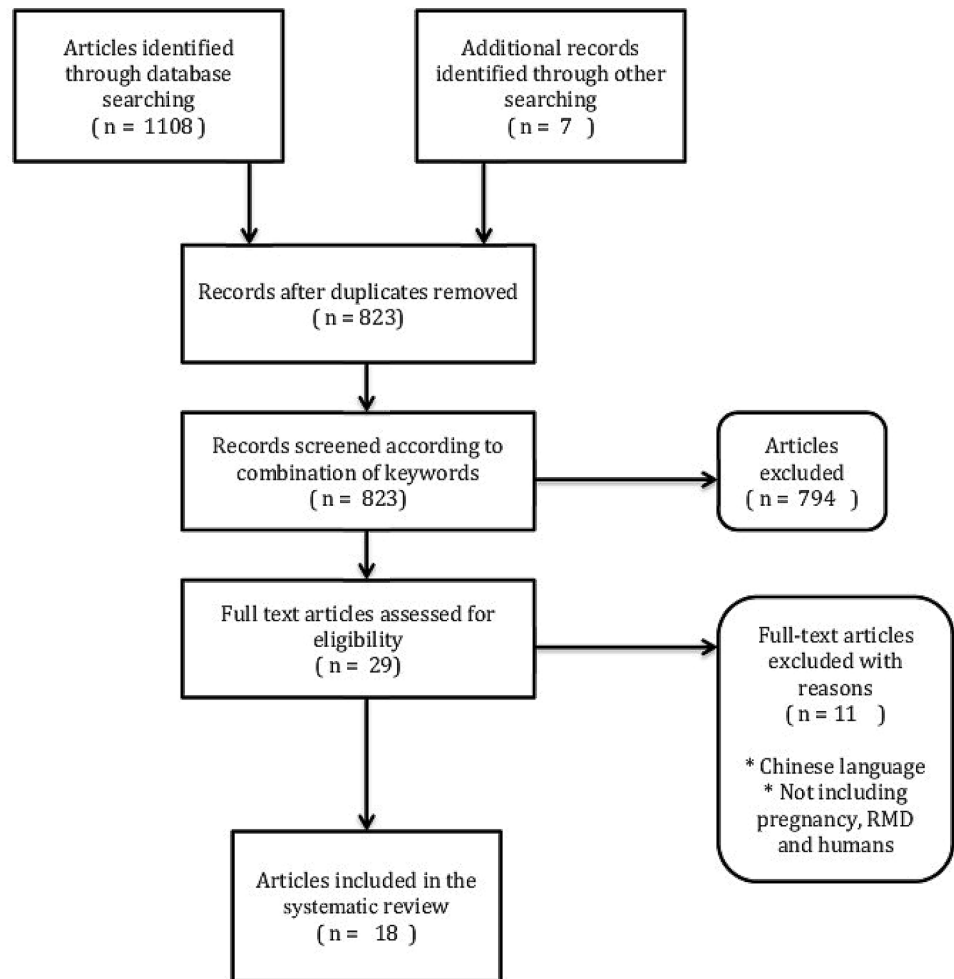 Articles identified
through database
searching
( n = 1108)
Additional records
identified through other
searching
( n = 7 )
Records after duplicates removed
( n = 823)
Records screened according to
combination of keywords
( n = 823)
Articles
excluded
( n = 794 )
Full text articles assessed for
eligibility
( n = 29)
Full-text articles
excluded with
reasons
( n = 11 )
* Chinese language
* Not including
pregnancy, RMD
and humans
Articles included in the
systematic review
( n = 18 )